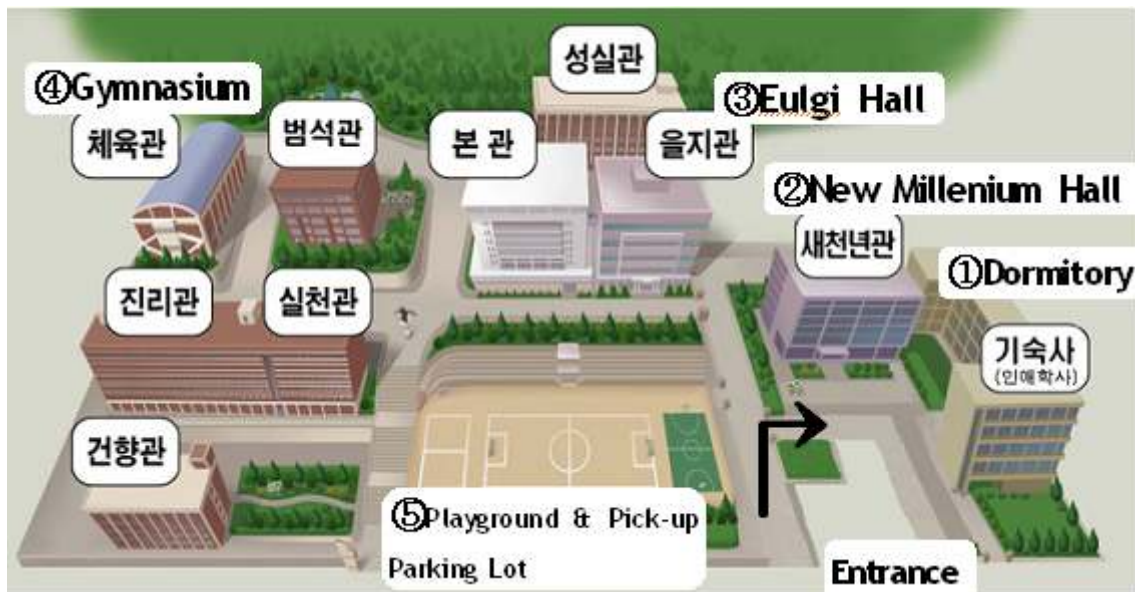 성실관
④Gymnasium
③Eulgi Hall
체육관
범석관
본 관
을지관
②New Millenium Hall
새천년관
①Dormitory
진리관
실천관
기숙사
(인애학사)
건향관
⑤Playground & Pick-up
Parking Lot
Entrance